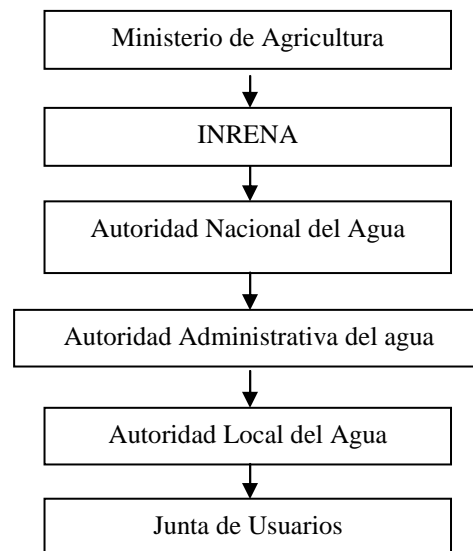 Ministerio de Agricultura
INRENA
Autoridad Nacional del Agua
Autoridad Administrativa del agua
Autoridad Local del Agua
Junta de Usuarios